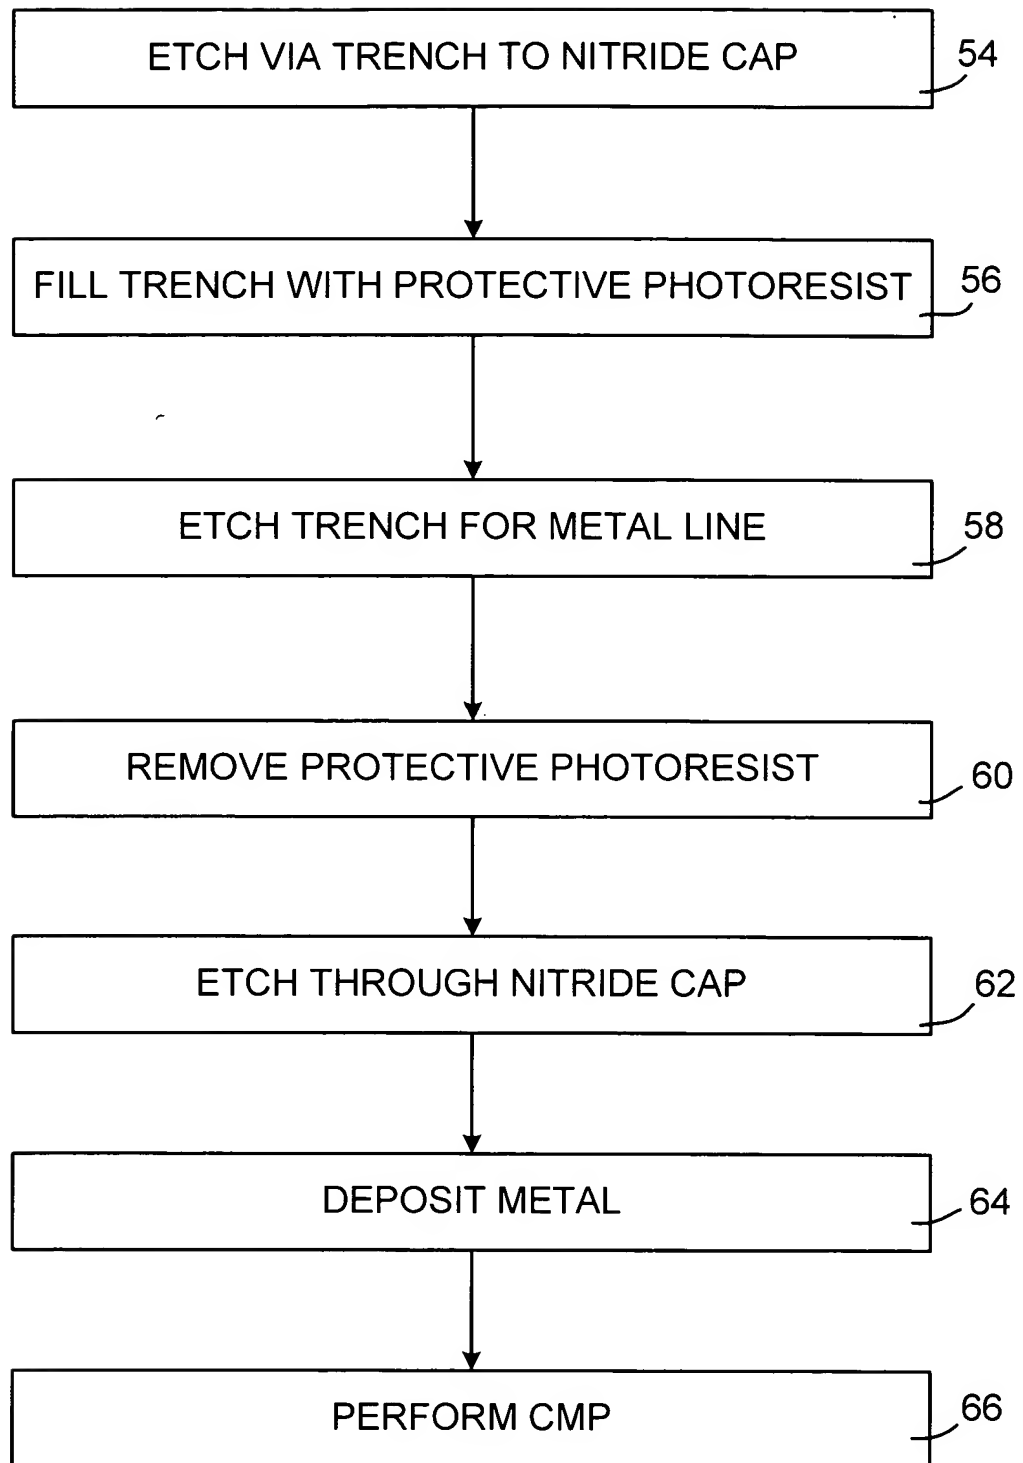 ETCH VIA TRENCH TO NITRIDE CAP
54
FILL TRENCH WITH PROTECTIVE PHOTORESIST
56
ETCH TRENCH FOR METAL LINE
58
REMOVE PROTECTIVE PHOTORESIST
60
ETCH THROUGH NITRIDE CAP
62
DEPOSIT METAL
64
PERFORM CMP
66